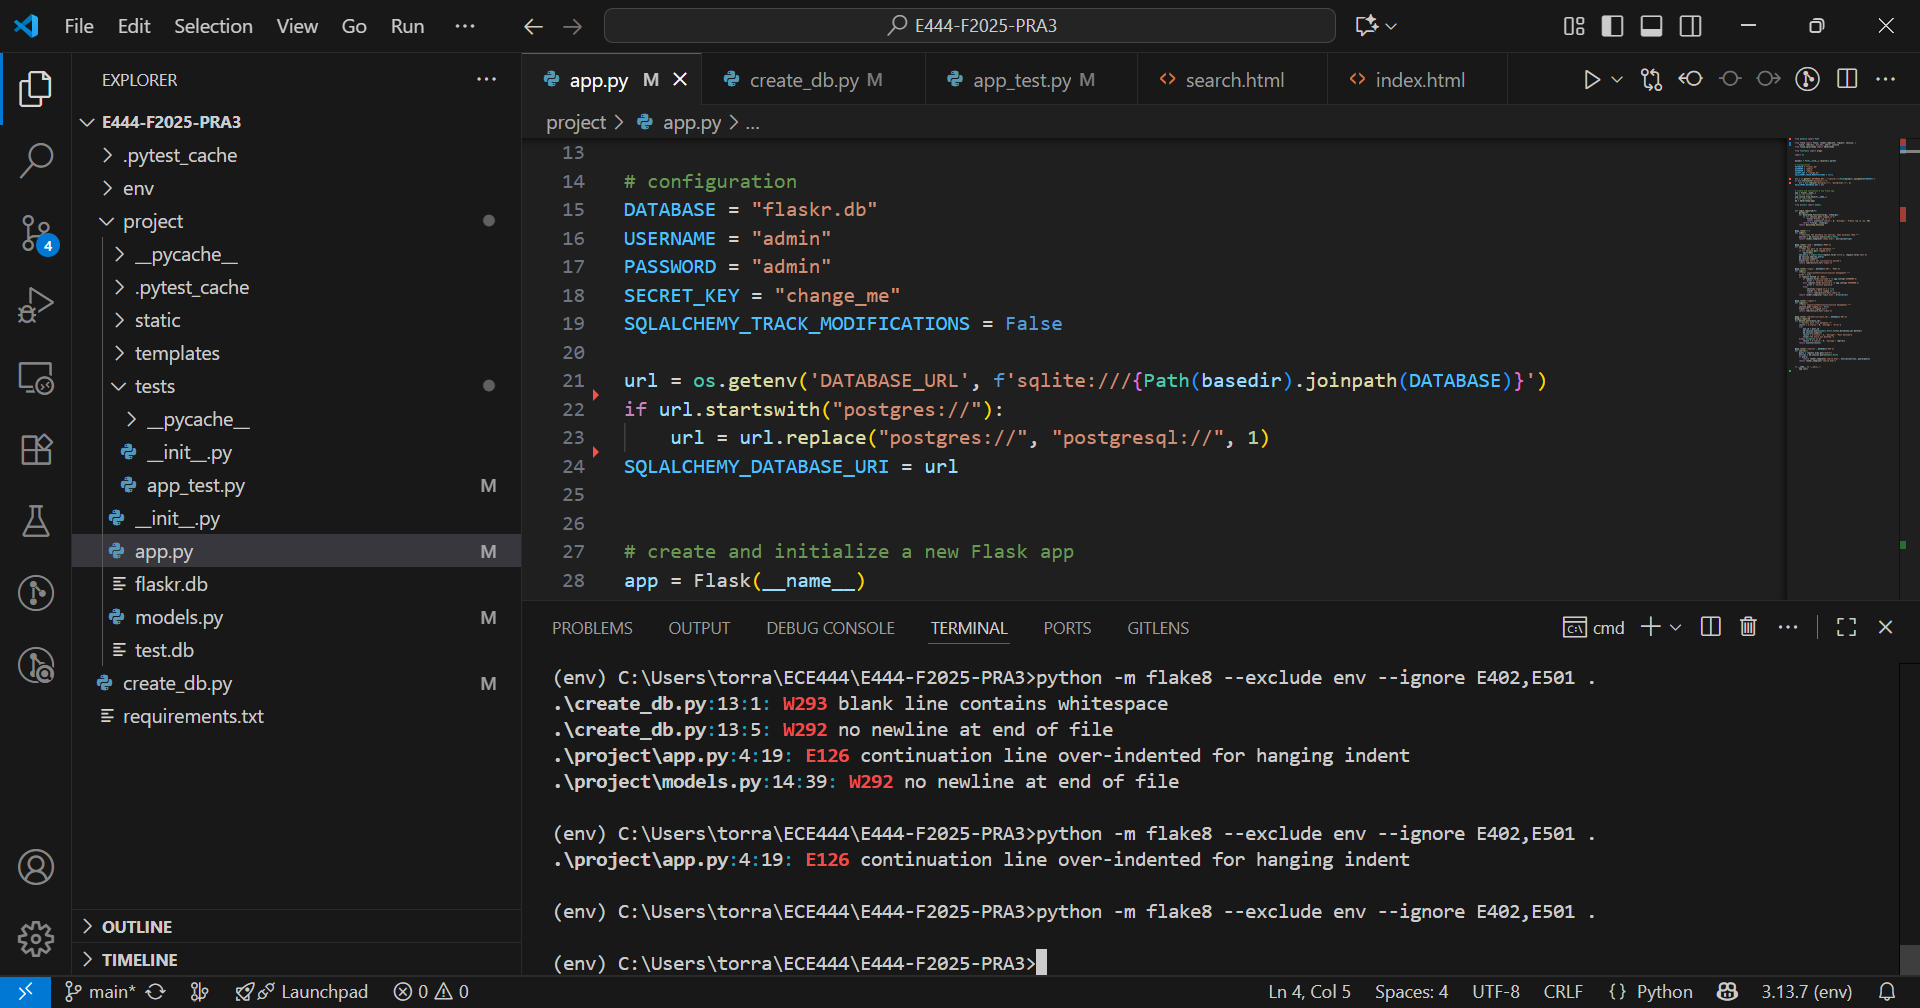 File Edit Selection View Go Run ··· E444-F2025-PRA3
EXPLORER ···
E444-F2025-PRA3
.pytest_cache
env
project
__pycache__
.pytest_cache
static
templates
tests
__pycache__
__init__.py
app_test.py M
__init__.py
app.py M
flaskr.db
models.py M
test.db
create_db.py M
requirements.txt
OUTLINE
TIMELINE
4
app.py M create_db.py M app_test.py M search.html index.html
project > app.py > ...
13
14 # configuration
15 DATABASE = "flaskr.db"
16 USERNAME = "admin"
17 PASSWORD = "admin"
18 SECRET_KEY = "change_me"
19 SQLALCHEMY_TRACK_MODIFICATIONS = False
20
21 url = os.getenv('DATABASE_URL', f'sqlite:///{Path(basedir).joinpath(DATABASE)}')
22 if url.startswith("postgres://"):
23 url = url.replace("postgres://", "postgresql://", 1)
24 SQLALCHEMY_DATABASE_URI = url
25
26
27 # create and initialize a new Flask app
28 app = Flask(__name__)
PROBLEMS OUTPUT DEBUG CONSOLE TERMINAL PORTS GITLENS cmd
(env) C:\Users\torra\ECE444\E444-F2025-PRA3>python -m flake8 --exclude env --ignore E402,E501 .
.\create_db.py:13:1: W293 blank line contains whitespace
.\create_db.py:13:5: W292 no newline at end of file
.\project\app.py:4:19: E126 continuation line over-indented for hanging indent
.\project\models.py:14:39: W292 no newline at end of file
(env) C:\Users\torra\ECE444\E444-F2025-PRA3>python -m flake8 --exclude env --ignore E402,E501 .
.\project\app.py:4:19: E126 continuation line over-indented for hanging indent
(env) C:\Users\torra\ECE444\E444-F2025-PRA3>python -m flake8 --exclude env --ignore E402,E501 .
(env) C:\Users\torra\ECE444\E444-F2025-PRA3>
main* Launchpad 0 0 Ln 4, Col 5 Spaces: 4 UTF-8 CRLF {} Python 3.13.7 (env)